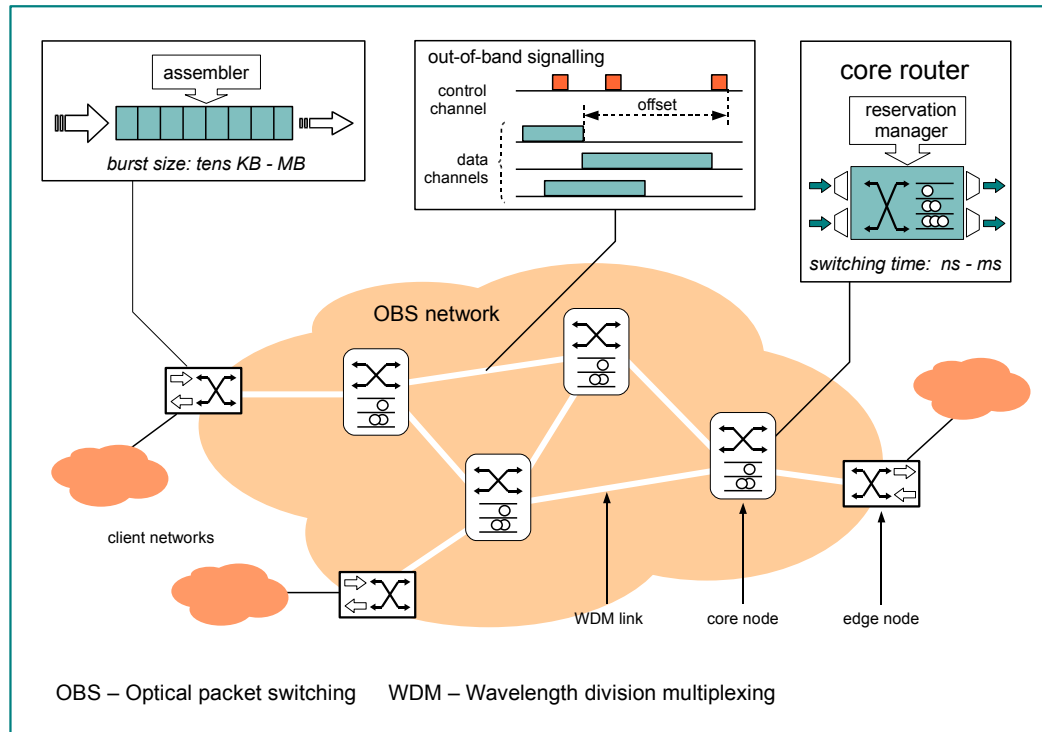 assembler
burst size: tens KB - MB
out-of-band signalling
control
channel
offset
data
channels
core router
reservation
manager
switching time: ns - ms
OBS network
client networks
WDM link
core node
edge node
OBS – Optical packet switching
WDM – Wavelength division multiplexing